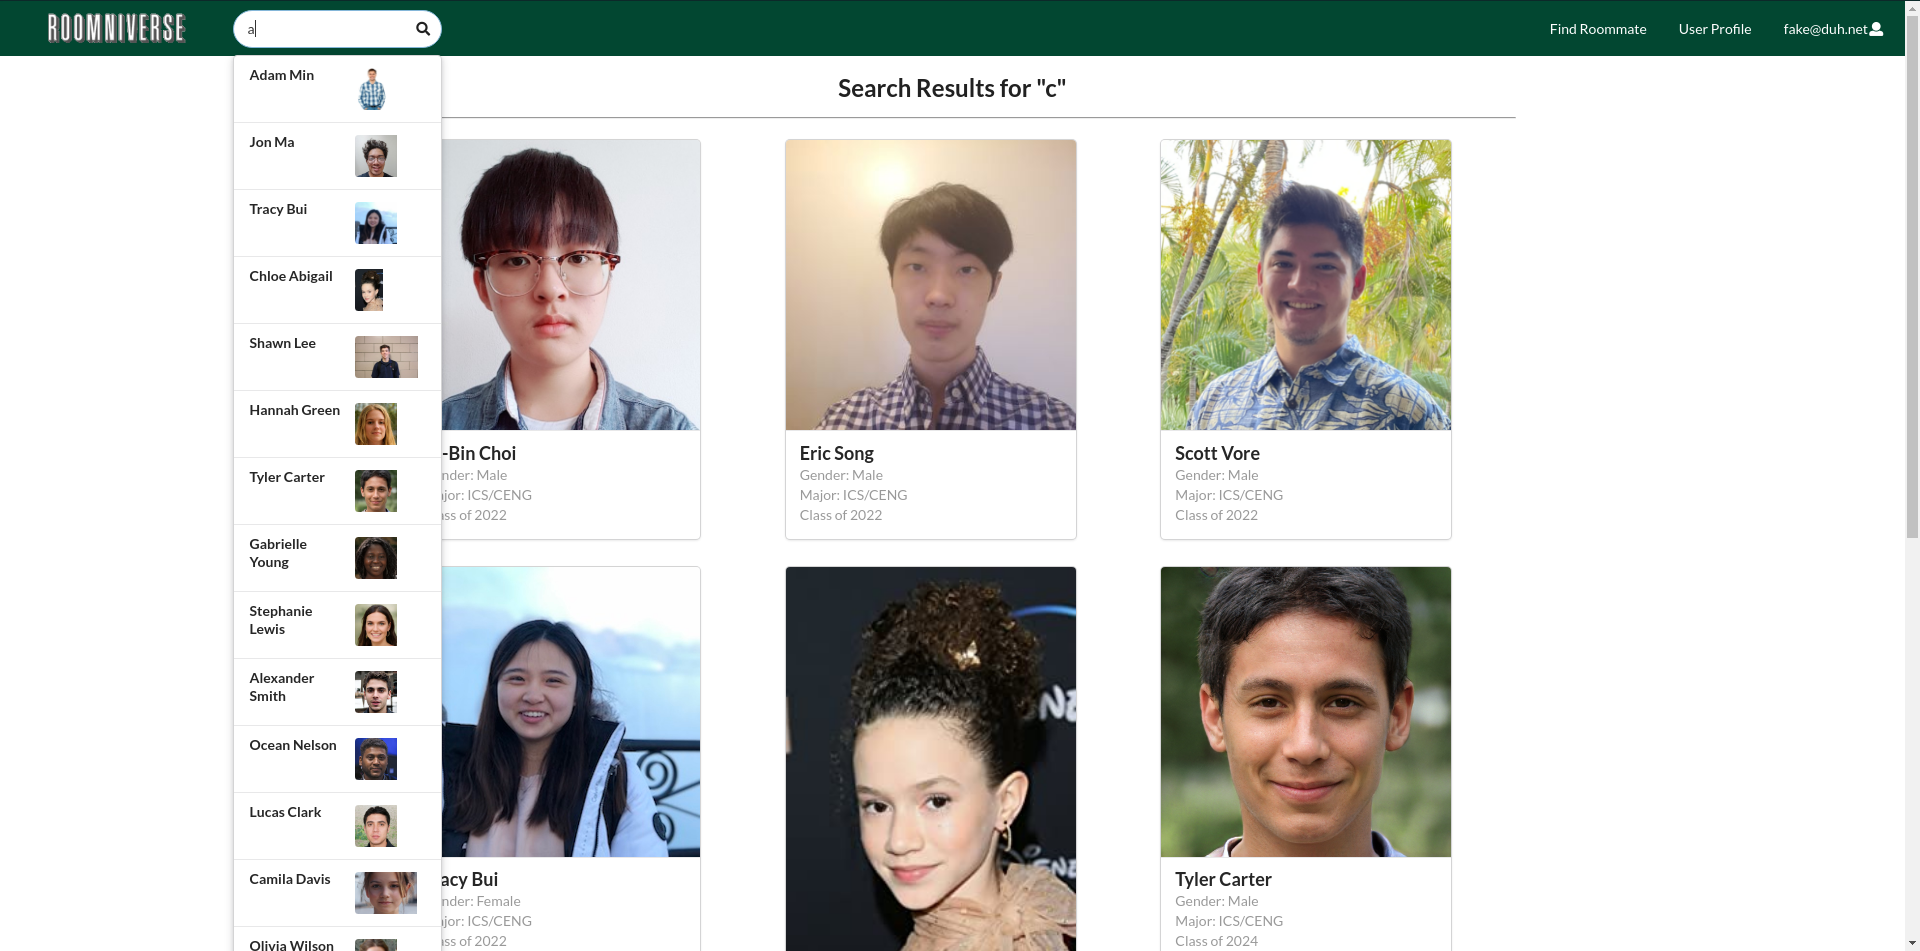 ROOMNIVERSE
a
Find Roommate
User Profile
fake@duh.net
Adam Min
Jon Ma
Tracy Bui
Chloe Abigail
Shawn Lee
Hannah Green
Tyler Carter
Gabrielle
Young
Stephanie
Lewis
Alexander
Smith
Ocean Nelson
Lucas Clark
Camila Davis
Olivia Wilson
Search Results for "c"
-Bin Choi
nder: Male
jor: ICS/CENG
ss of 2022
Eric Song
Gender: Male
Major: ICS/CENG
Class of 2022
Scott Vore
Gender: Male
Major: ICS/CENG
Class of 2022
acy Bui
nder: Female
jor: ICS/CENG
ss of 2022
Tyler Carter
Gender: Male
Major: ICS/CENG
Class of 2024